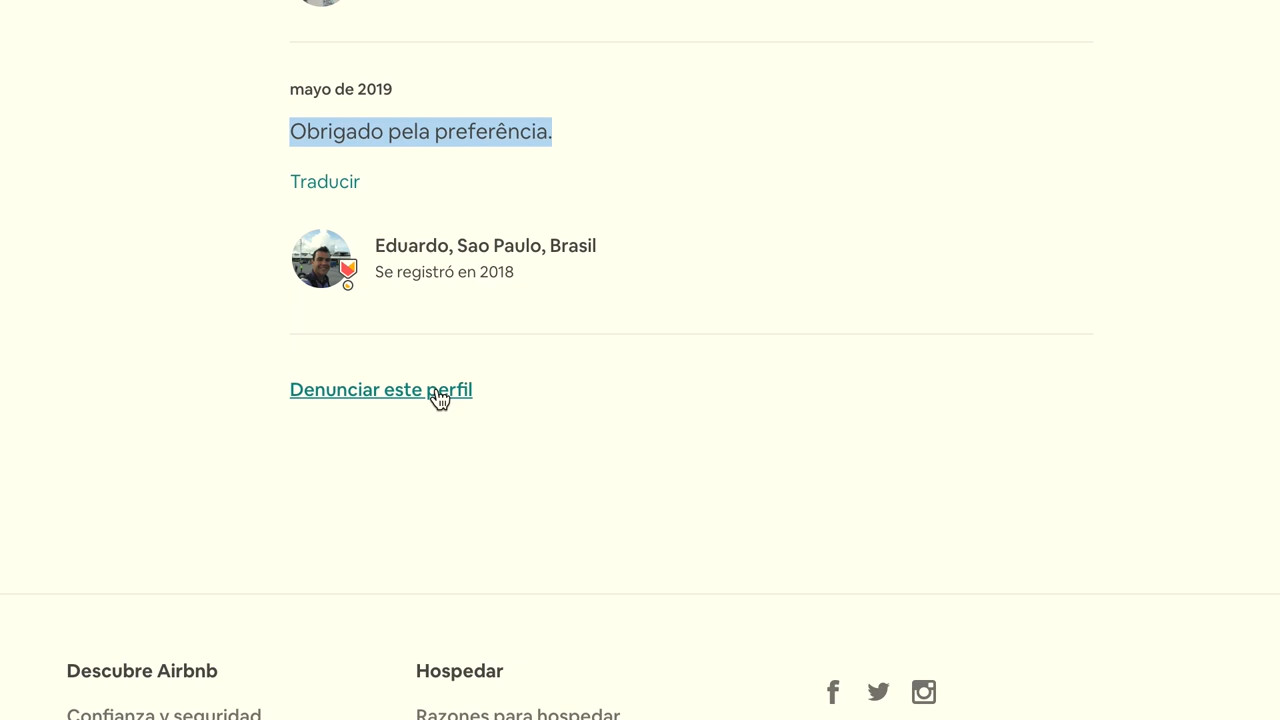 mayo de 2019
Obrigado pela preferência.
Traducir
Eduardo, Sao Paulo, Brasil
Se registró en 2018
Denunciar este perfil
Descubre Airbnb
Hospedar
Confianza y seguridad
Razones para hospedar